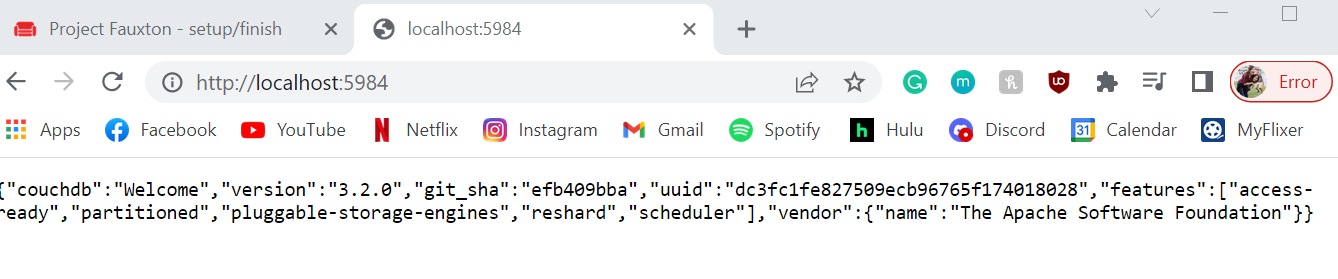 Project Fauxton - setup/finish
localhost:5984
http://localhost:5984
Error
Apps
Facebook
YouTube
Netflix
Instagram
Gmail
Spotify
Hulu
Discord
Calendar
MyFlixer
{"couchdb":"Welcome","version":"3.2.0","git_sha":"efb409bba","uuid":"dc3fc1fe827509ecb96765f174018028","features":["access-
ready","partitioned","pluggable-storage-engines","reshard","scheduler"],"vendor":{"name":"The Apache Software Foundation"}}